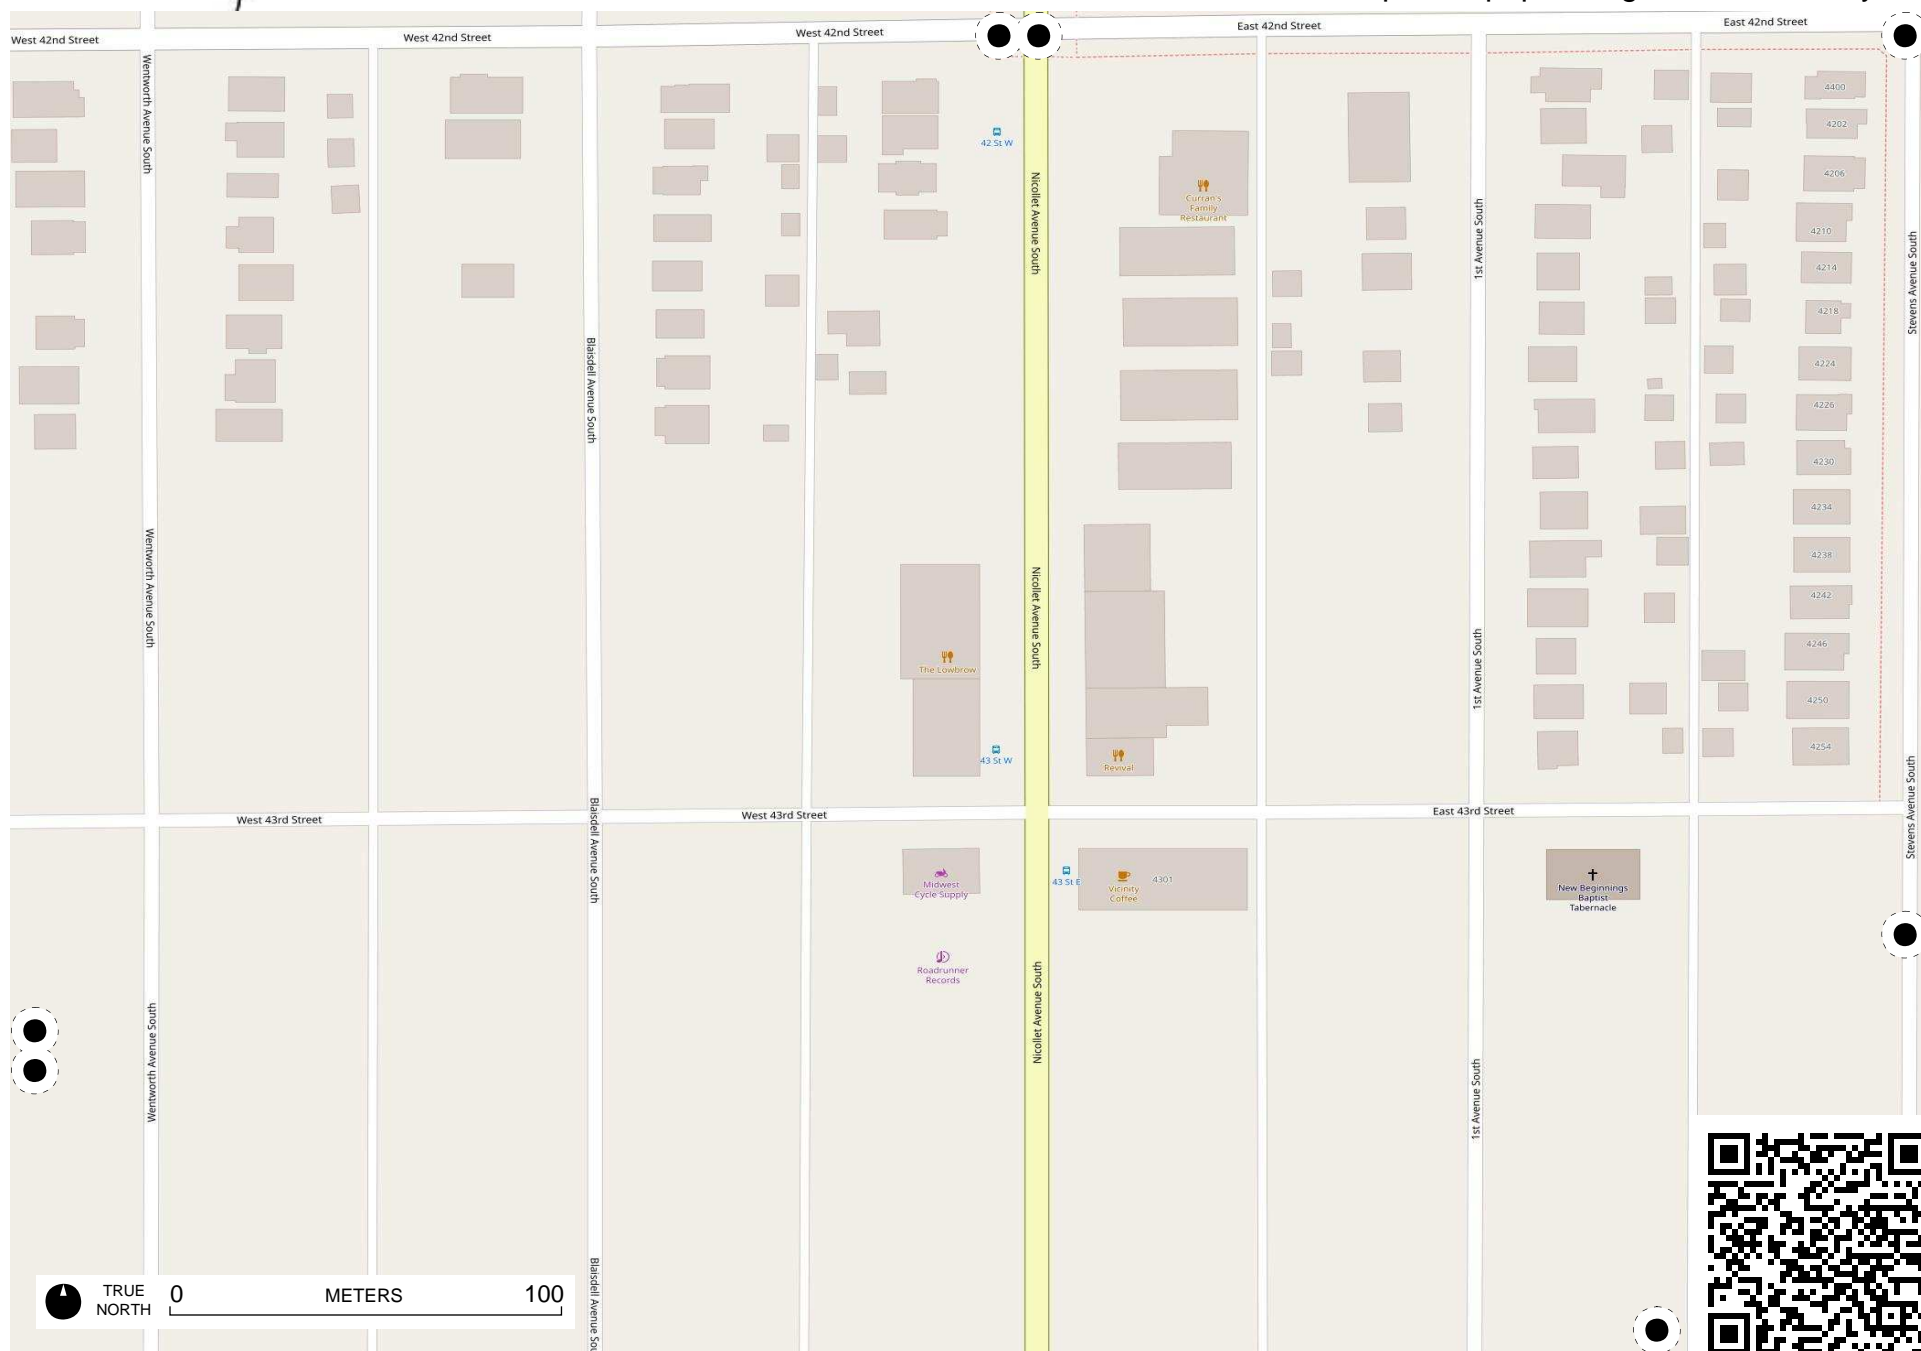 West 42nd Street
West 42nd Street
West 42nd Street
East 42nd Street
East 42nd Street
Wentworth Avenue South
Nicollet Avenue South
1st Avenue South
Stevens Avenue South
Blaisdell Avenue South
42 St W
Curran's
Family
Restaurant
4400
4202
4206
4210
4214
4218
4224
4226
4230
4234
4238
4242
4246
4250
4254
Wentworth Avenue South
Nicollet Avenue South
1st Avenue South
The Lowbrow
43 St W
Revival
Stevens Avenue South
Blaisdell Avenue South
West 43rd Street
West 43rd Street
East 43rd Street
Midwest
Cycle Supply
43 St E
Vicinity
Coffee
4301
New Beginnings
Baptist
Tabernacle
Roadrunner
Records
Wentworth Avenue South
Nicollet Avenue South
1st Avenue South
Blaisdell Avenue Sou
TRUE
NORTH
0 METERS 100